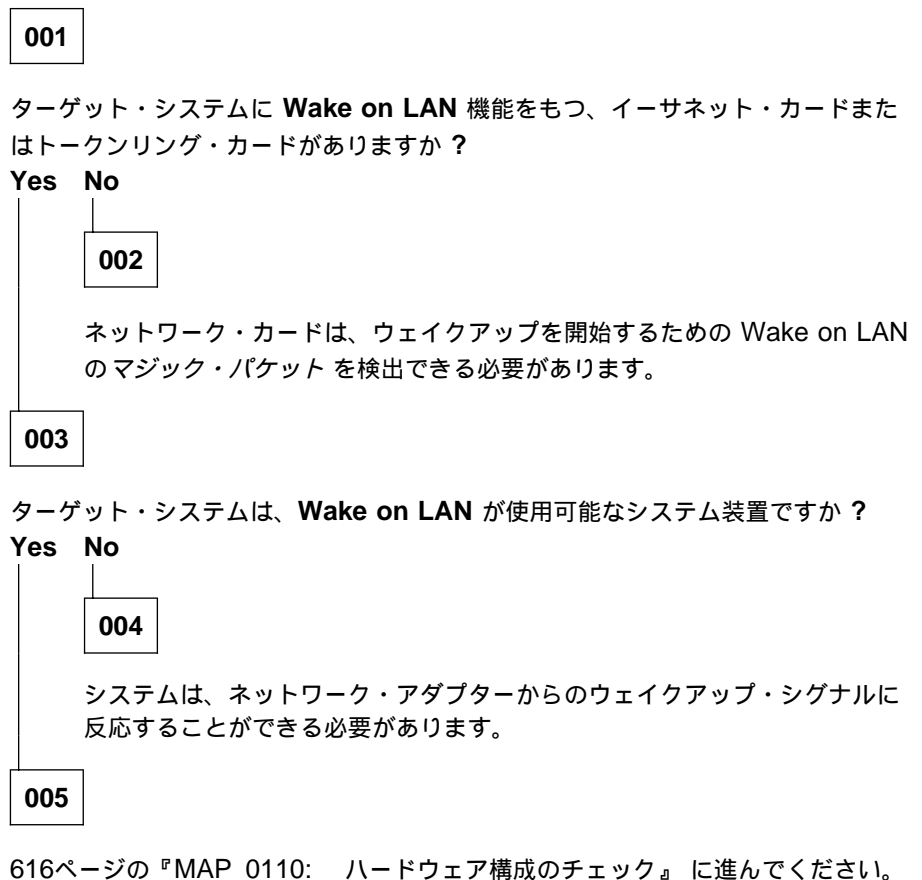 001
ターゲット・システムに Wake on LAN 機能をもつ、イーサネット・カードまた
はトークンリング・カードがありますか ?
Yes No
002
ネットワーク・カードは、ウェイクアップを開始するための Wake on LAN
のマジック・パケット を検出できる必要があります。
003
ターゲット・システムは、Wake on LAN が使用可能なシステム装置ですか ?
Yes No
004
システムは、ネットワーク・アダプターからのウェイクアップ・シグナルに
反応することができる必要があります。
005
616ページの『MAP 0110: ハードウェア構成のチェック』 に進んでください。